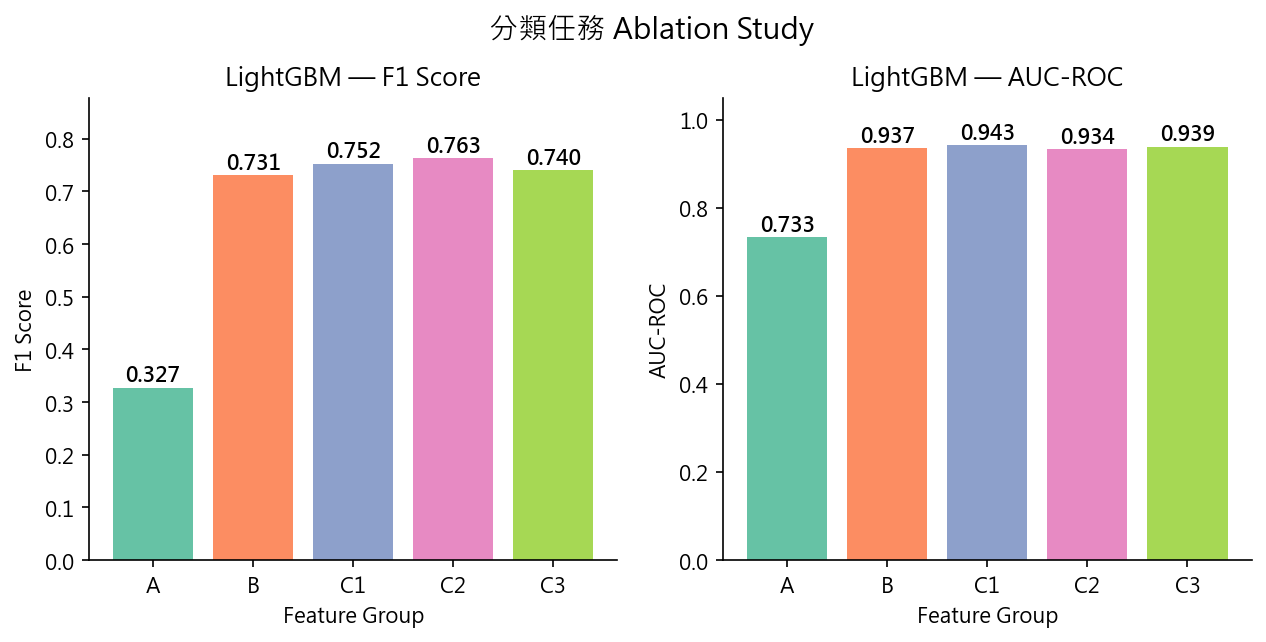 分類任務 Ablation Study
LightGBM — F1 Score
F1 Score
0.8
0.7
0.6
0.5
0.4
0.3
0.2
0.1
0.0
0.327
0.731
0.752
0.763
0.740
A B C1 C2 C3
Feature Group
LightGBM — AUC-ROC
AUC-ROC
1.0
0.8
0.6
0.4
0.2
0.0
0.733
0.937
0.943
0.934
0.939
A B C1 C2 C3
Feature Group